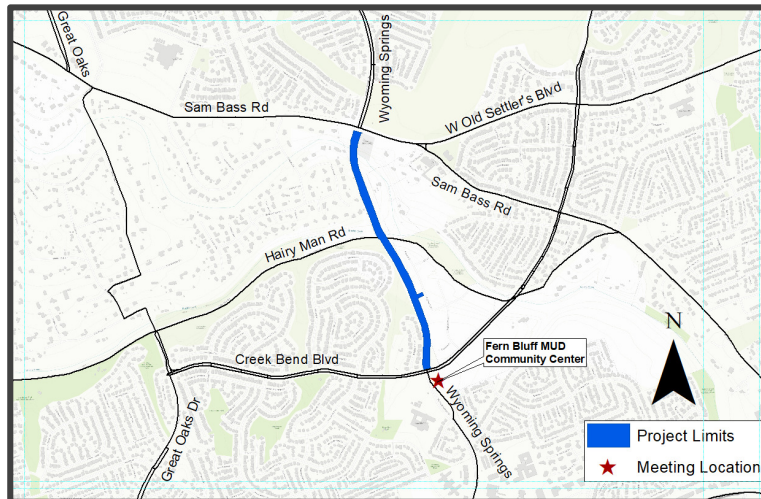 Great Oaks
Wyoming Springs
Sam Bass Rd
W Old Settler's Blvd
Sam Bass Rd
Hairy Man Rd
N
Fern Bluff MUD
Community Center
Creek Bend Blvd
Great Oaks Dr
Wyoming Springs
Project Limits
Meeting Location